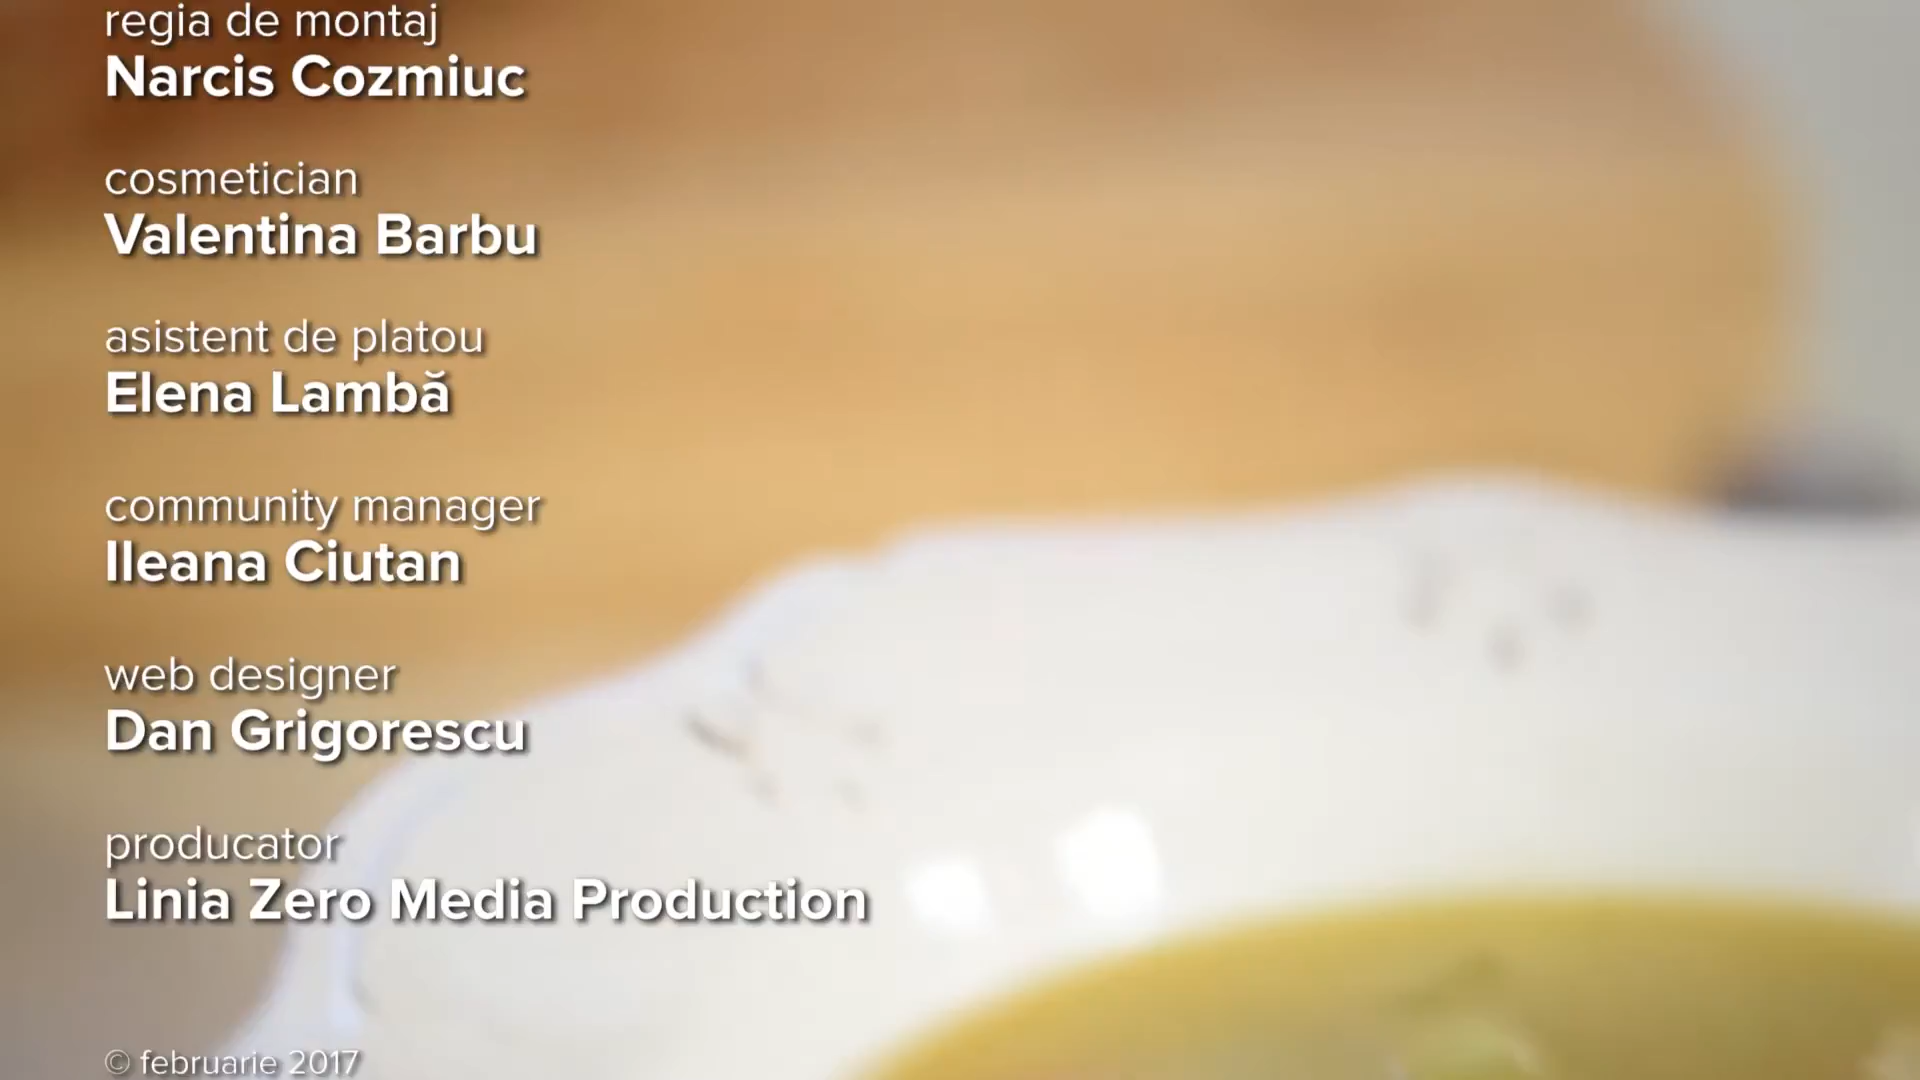 regia de montaj
Narcis Cozmiuc
cosmetician
Valentina Barbu
asistent de platou
Elena Lambă
community manager
Ileana Ciutan
web designer
Dan Grigorescu
producator
Linia Zero Media Production
© februarie 2017